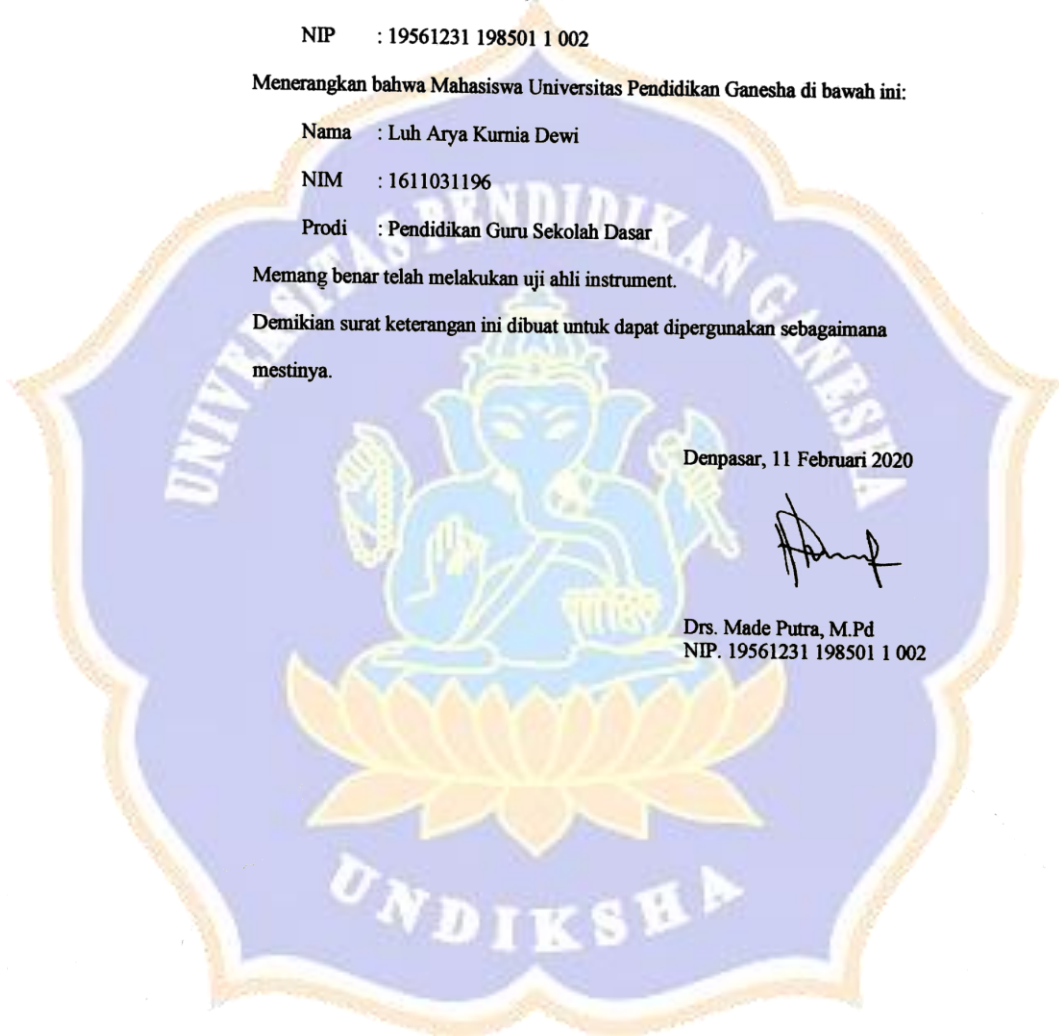 NIP : 19561231 198501 1 002
Menerangkan bahwa Mahasiswa Universitas Pendidikan Ganesha di bawah ini:
Nama : Luh Arya Kurnia Dewi
NIM : 1611031196
Prodi : Pendidikan Guru Sekolah Dasar
Memang benar telah melakukan uji ahli instrument.
Demikian surat keterangan ini dibuat untuk dapat dipergunakan sebagaimana
mestinya.
UNIVERSITAS PENDIDIKAN GANESHA
Denpasar, 11 Februari 2020
Drs. Made Putra, M.Pd
NIP. 19561231 198501 1 002
UNDIKSHA